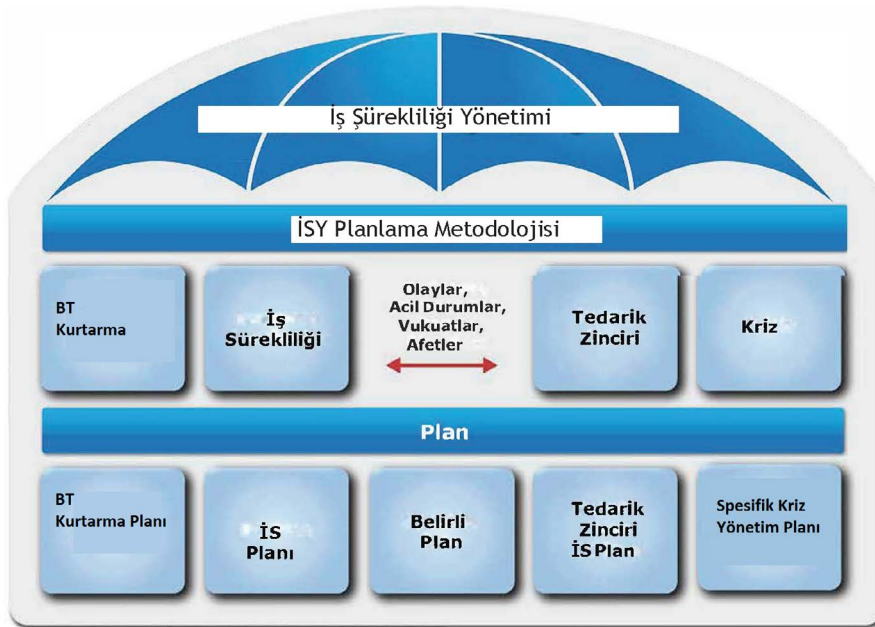 İş Şürekliliği Yönetimi
İSY Planlama Metodolojisi
BT
Kurtarma
İş
Sürekliliği
Olaylar,
Acil Durumlar,
Vukuatlar,
Afetler
Tedarik
Zinciri
Kriz
Plan
BT
Kurtarma Planı
İS
Planı
Belirli
Plan
Tedarik
Zinciri
İS Plan
Spesifik Kriz
Yönetim Planı